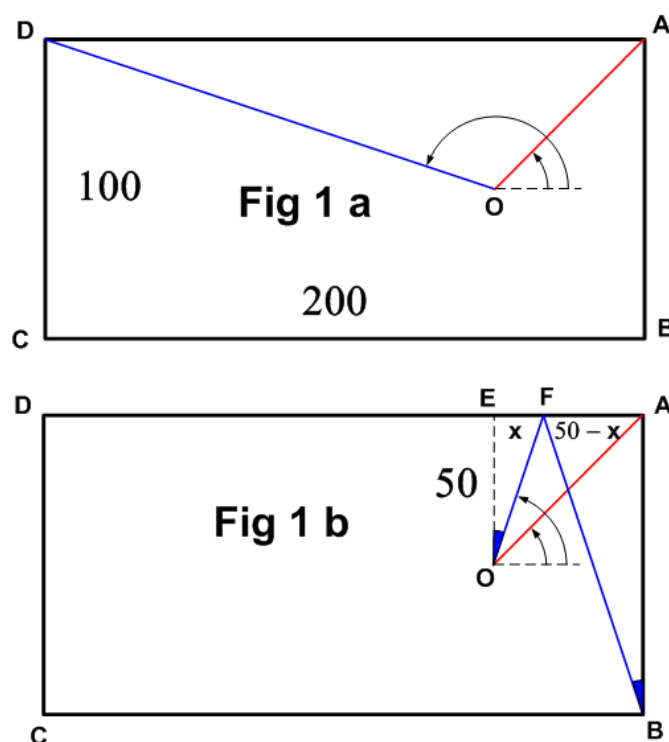 D A
100
Fig 1 a
O
200
C B
D E F A
x 50 – x
50
Fig 1 b
O
C B